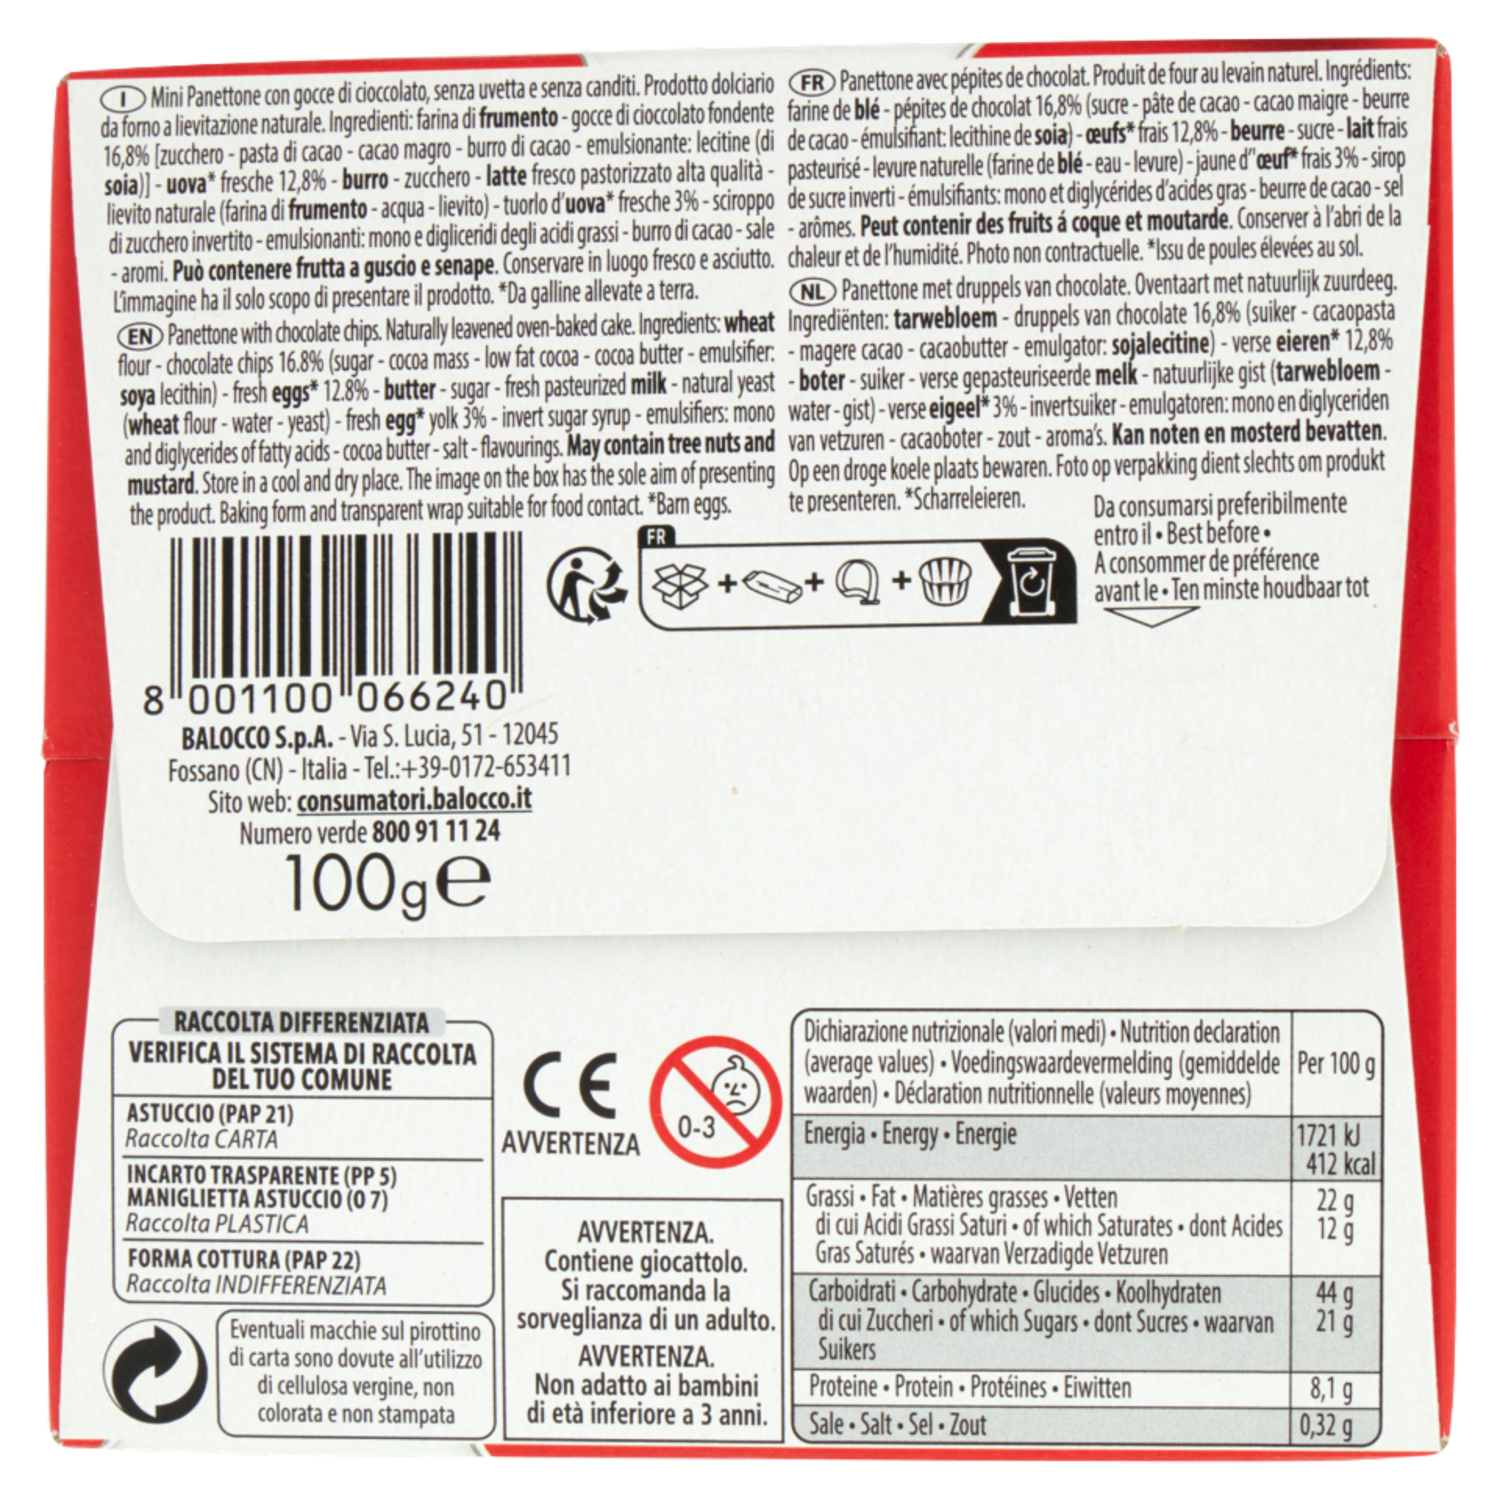 I Mini Panettone con gocce di cioccolato, senza uvetta e senza canditi. Prodotto dolciario
da forno a lievitazione naturale. Ingredienti: farina di frumento - gocce di cioccolato fondente
16,8% [zucchero - pasta di cacao - cacao magro - burro di cacao - emulsionante: lecitine (di
soia)] - uova* fresche 12,8% - burro - zucchero - latte fresco pastorizzato alta qualità -
lievito naturale (farina di frumento - acqua - lievito) - tuorlo d'uova* fresche 3% - sciroppo
di zucchero invertito - emulsionanti: mono e digliceridi degli acidi grassi - burro di cacao - sale
- aromi. Può contenere frutta a guscio e senape. Conservare in luogo fresco e asciutto.
L'immagine ha il solo scopo di presentare il prodotto. *Da galline allevate a terra.
EN Panettone with chocolate chips. Naturally leavened oven-baked cake. Ingredients: wheat
flour - chocolate chips 16.8% (sugar - cocoa mass - low fat cocoa - cocoa butter - emulsifier:
soya lecithin) - fresh eggs* 12.8% - butter - sugar - fresh pasteurized milk - natural yeast
(wheat flour - water - yeast) - fresh egg* yolk 3% - invert sugar syrup - emulsifiers: mono
and diglycerides of fatty acids - cocoa butter - salt - flavourings. May contain tree nuts and
mustard. Store in a cool and dry place. The image on the box has the sole aim of presenting
the product. Baking form and transparent wrap suitable for food contact. *Barn eggs.
FR Panettone avec pépites de chocolat. Produit de four au levain naturel. Ingrédients:
farine de blé - pépites de chocolat 16,8% (sucre - pâte de cacao - cacao maigre - beurre
de cacao - émulsifiant: lecithine de soia) - œufs* frais 12,8% - beurre - sucre - lait frais
pasteurisé - levure naturelle (farine de blé - eau - levure) - jaune d''œuf* frais 3% - sirop
de sucre inverti - émulsifiants: mono et diglycérides d'acides gras - beurre de cacao - sel
- arômes. Peut contenir des fruits á coque et moutarde. Conserver à l'abri de la
chaleur et de l'humidité. Photo non contractuelle. *Issu de poules élevées au sol.
NL Panettone met druppels van chocolate. Oventaart met natuurlijk zuurdeeg.
Ingrediënten: tarwebloem - druppels van chocolate 16,8% (suiker - cacaopasta
- magere cacao - cacaobutter - emulgator: sojalecitine) - verse eieren* 12,8%
- boter - suiker - verse gepasteuriseerde melk - natuurlijke gist (tarwebloem -
water - gist) - verse eigeel* 3% - invertsuiker - emulgatoren: mono en diglyceriden
van vetzuren - cacaoboter - zout - aroma's. Kan noten en mosterd bevatten.
Op een droge koele plaats bewaren. Foto op verpakking dient slechts om produkt
te presenteren. *Scharreleieren.
Da consumarsi preferibilmente
entro il • Best before •
A consommer de préférence
avant le • Ten minste houdbaar tot
FR
+ + +
8 001100 066240
BALOCCO S.p.A. - Via S. Lucia, 51 - 12045
Fossano (CN) - Italia - Tel.:+39-0172-653411
Sito web: consumatori.balocco.it
Numero verde 800 91 11 24
100g e
RACCOLTA DIFFERENZIATA
VERIFICA IL SISTEMA DI RACCOLTA
DEL TUO COMUNE
ASTUCCIO (PAP 21)
Raccolta CARTA
INCARTO TRASPARENTE (PP 5)
MANIGLIETTA ASTUCCIO (O 7)
Raccolta PLASTICA
FORMA COTTURA (PAP 22)
Raccolta INDIFFERENZIATA
Eventuali macchie sul pirottino
di carta sono dovute all'utilizzo
di cellulosa vergine, non
colorata e non stampata
CE
AVVERTENZA
0-3
AVVERTENZA.
Contiene giocattolo.
Si raccomanda la
sorveglianza di un adulto.
AVVERTENZA.
Non adatto ai bambini
di età inferiore a 3 anni.
Dichiarazione nutrizionale (valori medi) • Nutrition declaration
(average values) • Voedingswaardevermelding (gemiddelde Per 100 g
waarden) • Déclaration nutritionnelle (valeurs moyennes)
Energia • Energy • Energie 1721 kJ
412 kcal
Grassi • Fat • Matières grasses • Vetten 22 g
di cui Acidi Grassi Saturi • of which Saturates • dont Acides 12 g
Gras Saturés • waarvan Verzadigde Vetzuren
Carboidrati • Carbohydrate • Glucides • Koolhydraten 44 g
di cui Zuccheri • of which Sugars • dont Sucres • waarvan 21 g
Suikers
Proteine • Protein • Protéines • Eiwitten 8,1 g
Sale • Salt • Sel • Zout 0,32 g